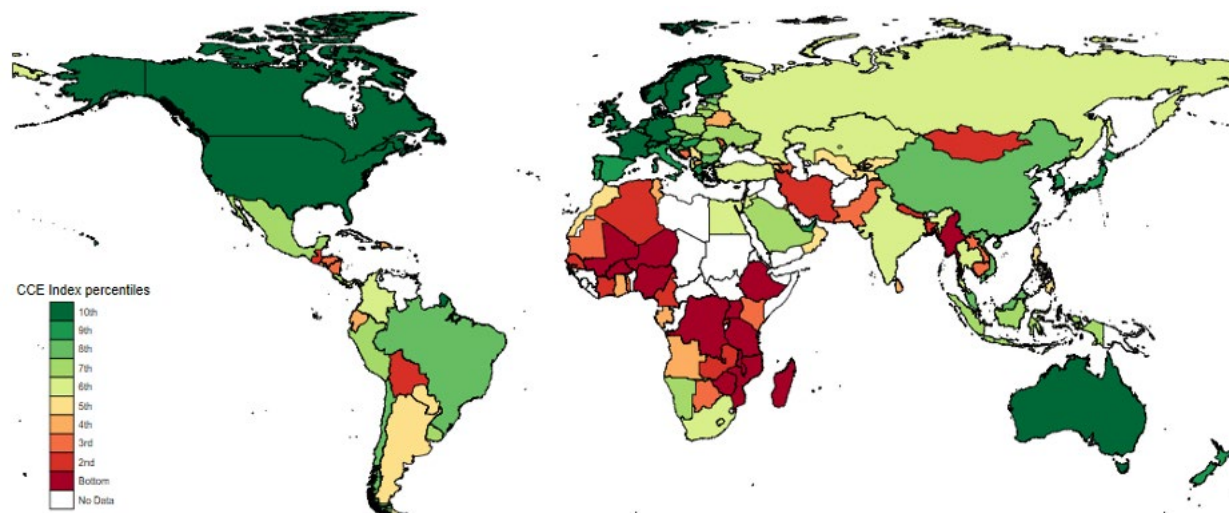 CCE Index percentiles
10th
9th
8th
7th
6th
5th
4th
3rd
2nd
Bottom
No Data